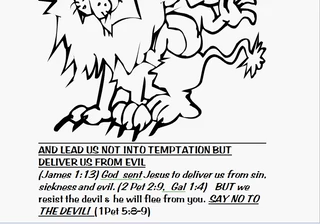 AND LEAD US NOT INTO TEMPTATION BUT
DELIVER US FROM EVIL
(James 1:13) God sent Jesus to deliver us from sin,
sickness and evil. (2 Pet 2:9, Gal 1:4) BUT we
resist the devil & he will flee from you. SAY NO TO
THE DEVIL! (1Pet 5:8-9)